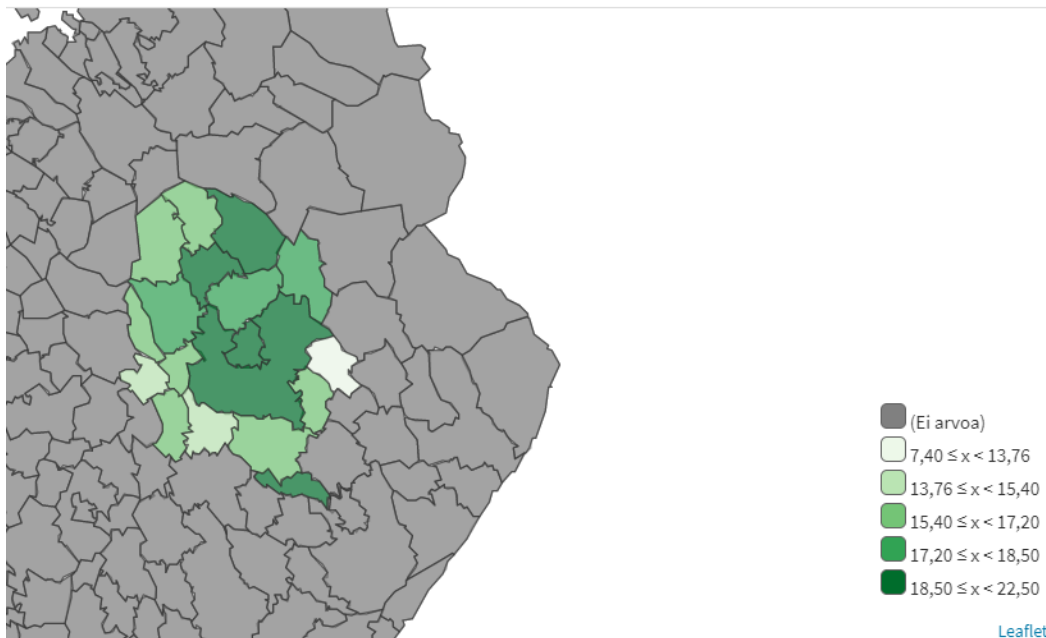 (Ei arvoa)
7,40 ≤ x < 13,76
13,76 ≤ x < 15,40
15,40 ≤ x < 17,20
17,20 ≤ x < 18,50
18,50 ≤ x < 22,50
Leaflet